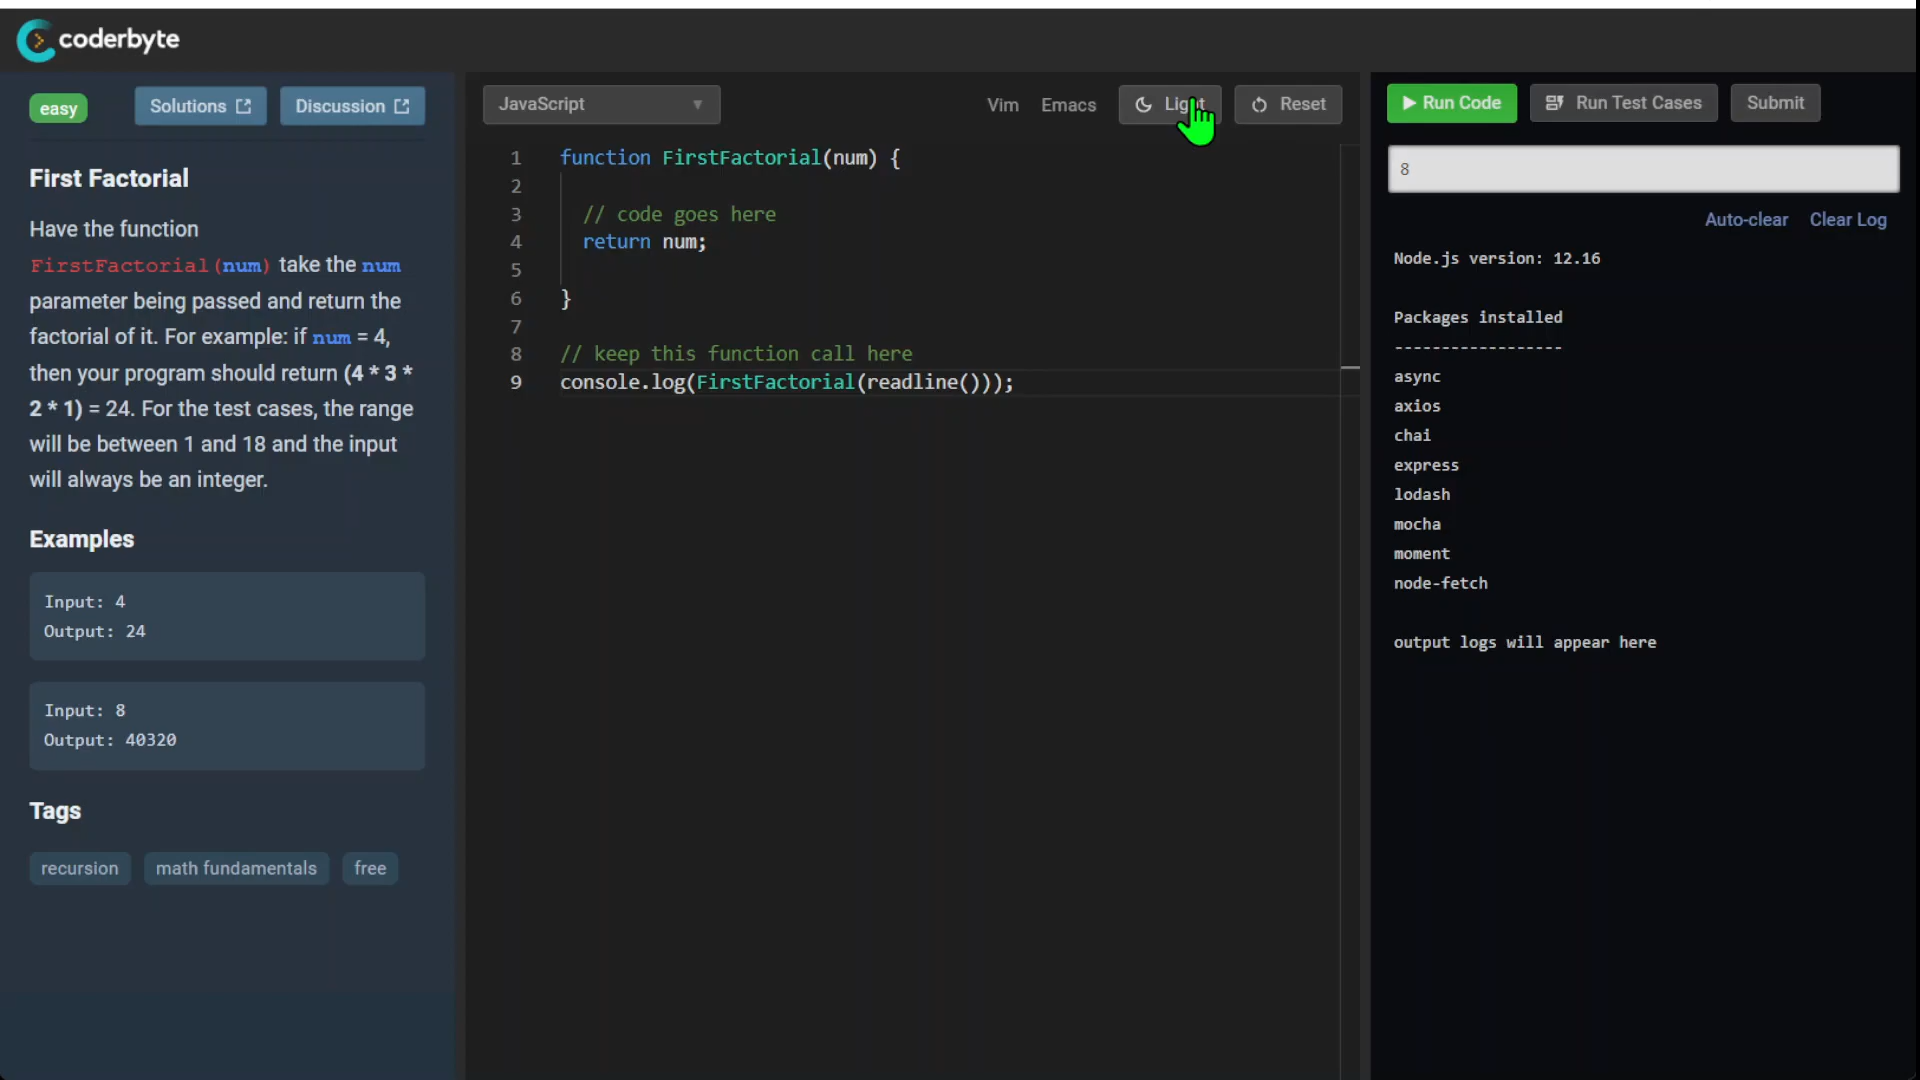 coderbyte
easy
Solutions
Discussion
First Factorial
Have the function
FirstFactorial(num) take the num
parameter being passed and return the
factorial of it. For example: if num = 4,
then your program should return (4 * 3 *
2 * 1) = 24. For the test cases, the range
will be between 1 and 18 and the input
will always be an integer.
Examples
Input: 4
Output: 24
Input: 8
Output: 40320
Tags
recursion
math fundamentals
free
JavaScript
Vim
Emacs
Light
Reset
1 function FirstFactorial(num) {
2
3 // code goes here
4 return num;
5
6 }
7
8 // keep this function call here
9 console.log(FirstFactorial(readline()));
Run Code
Run Test Cases
Submit
8
Auto-clear
Clear Log
Node.js version: 12.16
Packages installed
------------------
async
axios
chai
express
lodash
mocha
moment
node-fetch
output logs will appear here